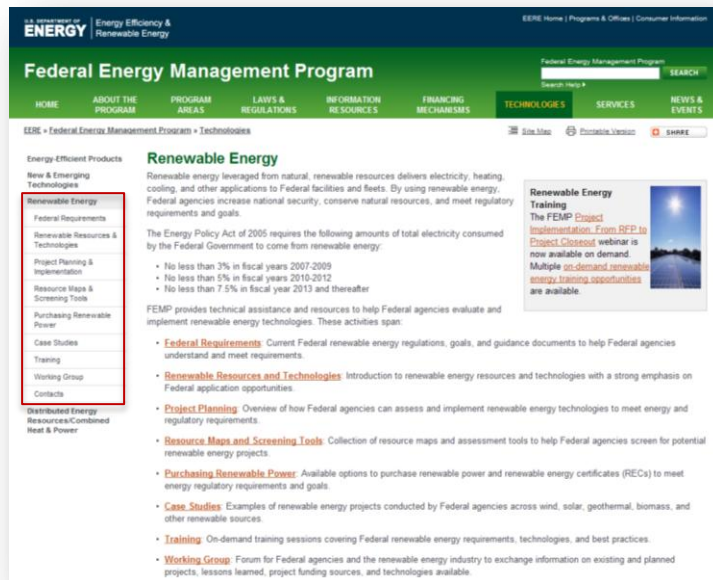 U.S. DEPARTMENT OF
ENERGY
Energy Efficiency &
Renewable Energy
EERE Home | Programs & Offices | Consumer Information
Federal Energy Management Program
Federal Energy Management Program
SEARCH
Search Help
HOME
ABOUT THE
PROGRAM
PROGRAM
AREAS
LAWS &
REGULATIONS
INFORMATION
RESOURCES
FINANCING
MECHANISMS
TECHNOLOGIES
SERVICES
NEWS &
EVENTS
EERE » Federal Energy Management Program » Technologies
Site Map
Printable Version
SHARE
Energy-Efficient Products
New & Emerging
Technologies
Renewable Energy
Federal Requirements
Renewable Resources &
Technologies
Project Planning &
Implementation
Resource Maps &
Screening Tools
Purchasing Renewable
Power
Case Studies
Training
Working Group
Contacts
Distributed Energy
Resources/Combined
Heat & Power
Renewable Energy
Renewable energy leveraged from natural, renewable resources delivers electricity, heating,
cooling, and other applications to Federal facilities and fleets. By using renewable energy,
Federal agencies increase national security, conserve natural resources, and meet regulatory
requirements and goals.
The Energy Policy Act of 2005 requires the following amounts of total electricity consumed
by the Federal Government to come from renewable energy:
• No less than 3% in fiscal years 2007-2009
• No less than 5% in fiscal years 2010-2012
• No less than 7.5% in fiscal year 2013 and thereafter
FEMP provides technical assistance and resources to help Federal agencies evaluate and
implement renewable energy technologies. These activities span:
Renewable Energy
Training
The FEMP Project
Implementation: From RFP to
Project Closeout webinar is
now available on demand.
Multiple on-demand renewable
energy training opportunities
are available.
• Federal Requirements: Current Federal renewable energy regulations, goals, and guidance documents to help Federal agencies
understand and meet requirements.
• Renewable Resources and Technologies: Introduction to renewable energy resources and technologies with a strong emphasis on
Federal application opportunities.
• Project Planning: Overview of how Federal agencies can assess and implement renewable energy technologies to meet energy and
regulatory requirements.
• Resource Maps and Screening Tools: Collection of resource maps and assessment tools to help Federal agencies screen for potential
renewable energy projects.
• Purchasing Renewable Power: Available options to purchase renewable power and renewable energy certificates (RECs) to meet
energy regulatory requirements and goals.
• Case Studies: Examples of renewable energy projects conducted by Federal agencies across wind, solar, geothermal, biomass, and
other renewable sources.
• Training: On-demand training sessions covering Federal renewable energy requirements, technologies, and best practices.
• Working Group: Forum for Federal agencies and the renewable energy industry to exchange information on existing and planned
projects, lessons learned, project funding sources, and technologies available.